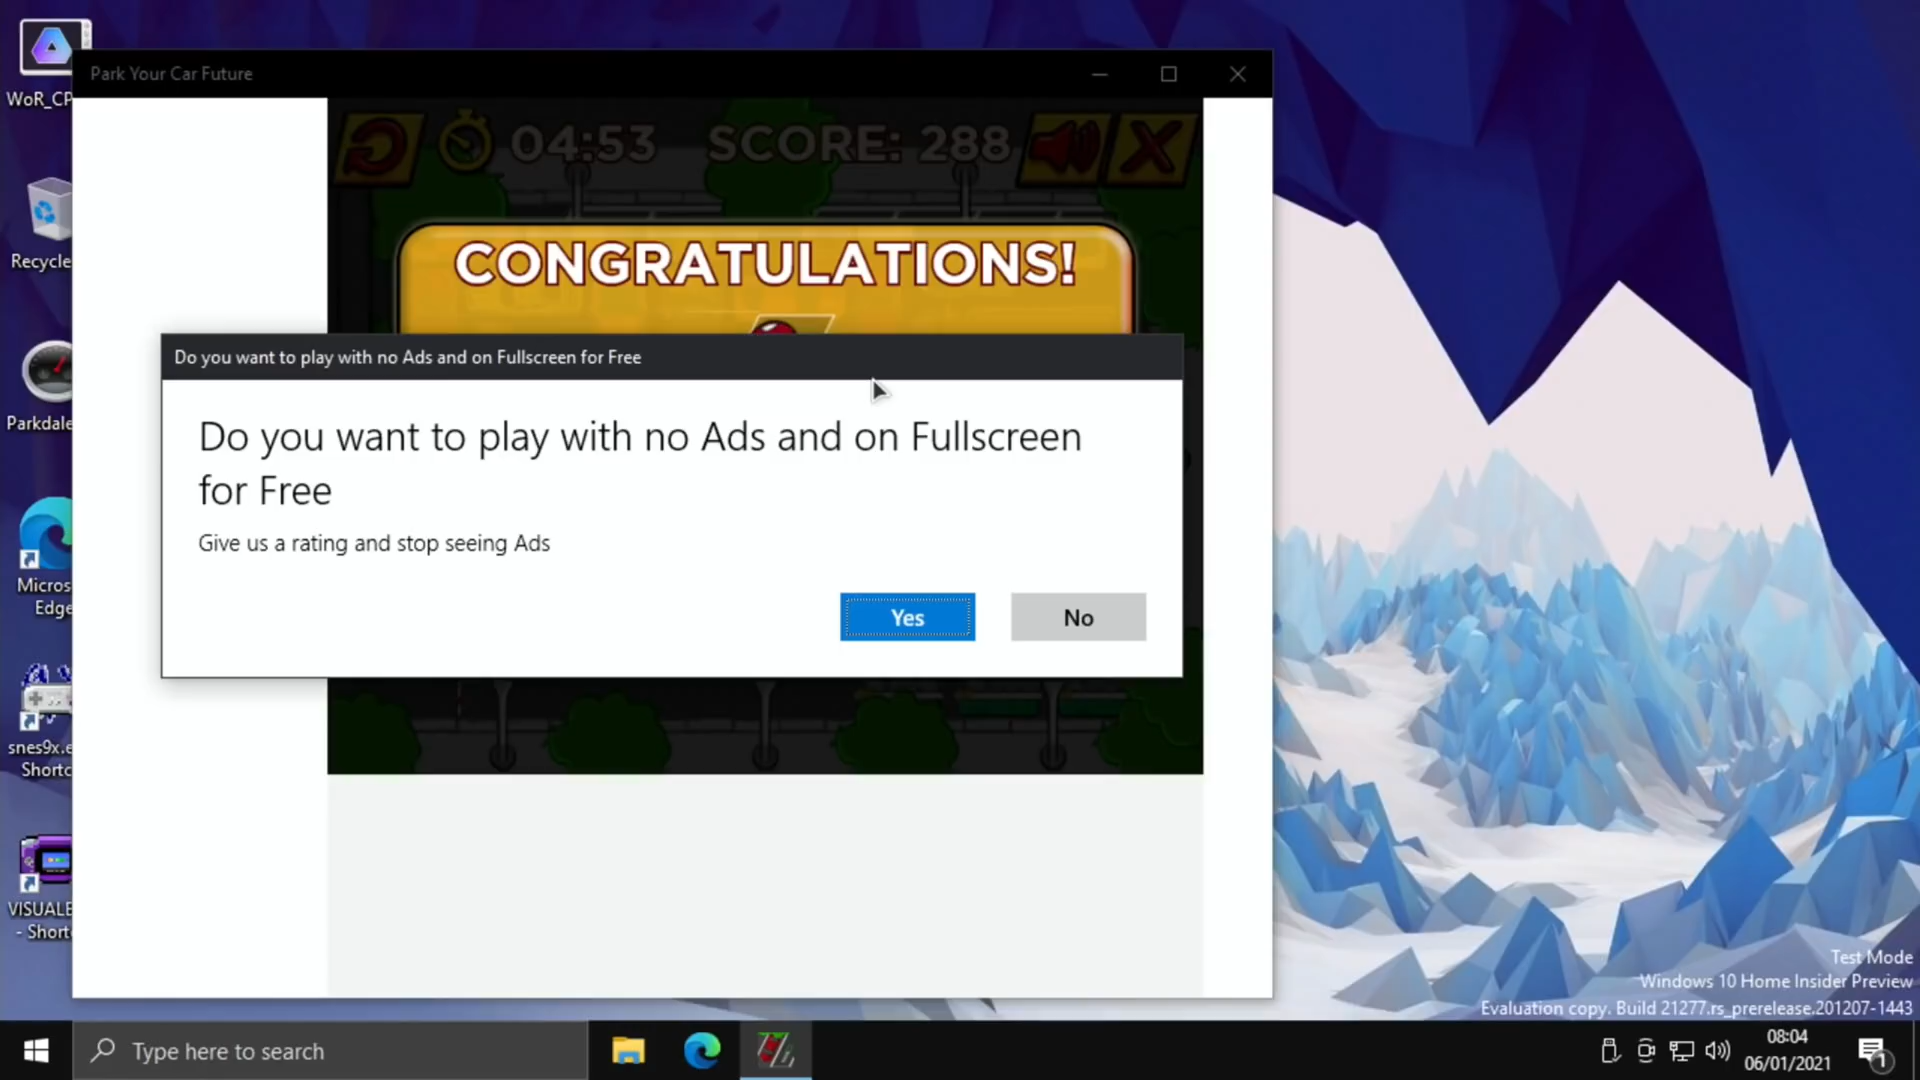 WoR_CP
Park Your Car Future
04:53 SCORE: 288
CONGRATULATIONS!
Recycle
Do you want to play with no Ads and on Fullscreen for Free
Do you want to play with no Ads and on Fullscreen
for Free
Give us a rating and stop seeing Ads
Yes
No
Parkdale
Micros
Edge
snes9x.e
Shortc
VISUALE
- Short
Test Mode
Windows 10 Home Insider Preview
Evaluation copy. Build 21277.rs_prerelease.201207-1443
Type here to search
08:04
06/01/2021
1